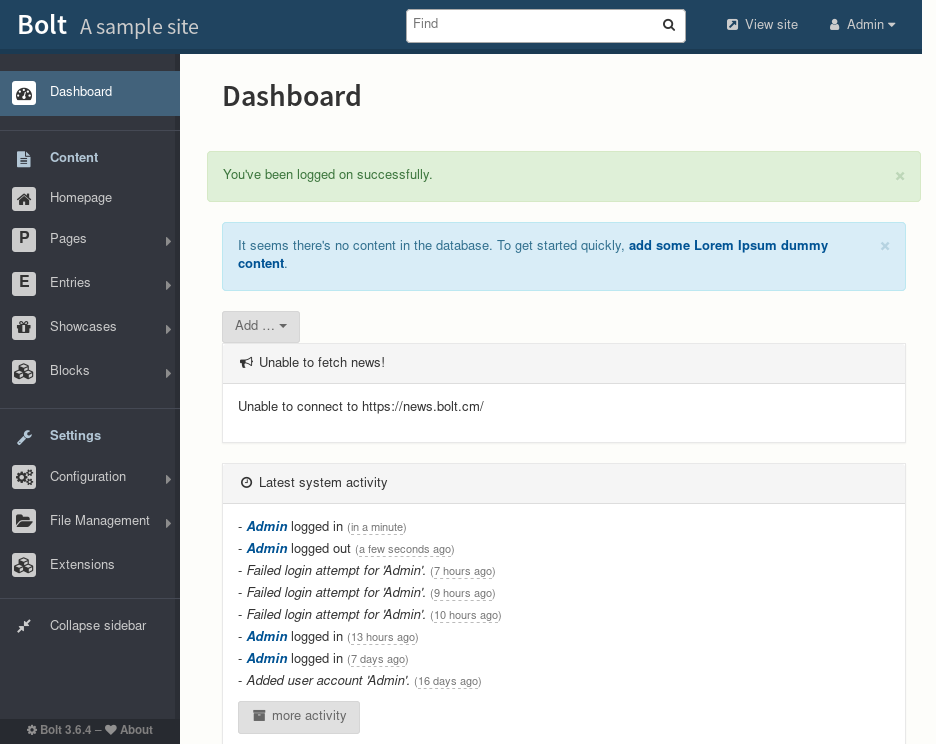 Bolt A sample site
Find
View site
Admin
Dashboard
Content
Homepage
P Pages
E Entries
Showcases
Blocks
Settings
Configuration
File Management
Extensions
Collapse sidebar
Bolt 3.6.4 – About
Dashboard
You've been logged on successfully. ×
It seems there's no content in the database. To get started quickly, add some Lorem Ipsum dummy ×
content.
Add ...
Unable to fetch news!
Unable to connect to https://news.bolt.cm/
Latest system activity
- Admin logged in (in a minute)
- Admin logged out (a few seconds ago)
- Failed login attempt for 'Admin'. (7 hours ago)
- Failed login attempt for 'Admin'. (9 hours ago)
- Failed login attempt for 'Admin'. (10 hours ago)
- Admin logged in (13 hours ago)
- Admin logged in (7 days ago)
- Added user account 'Admin'. (16 days ago)
more activity